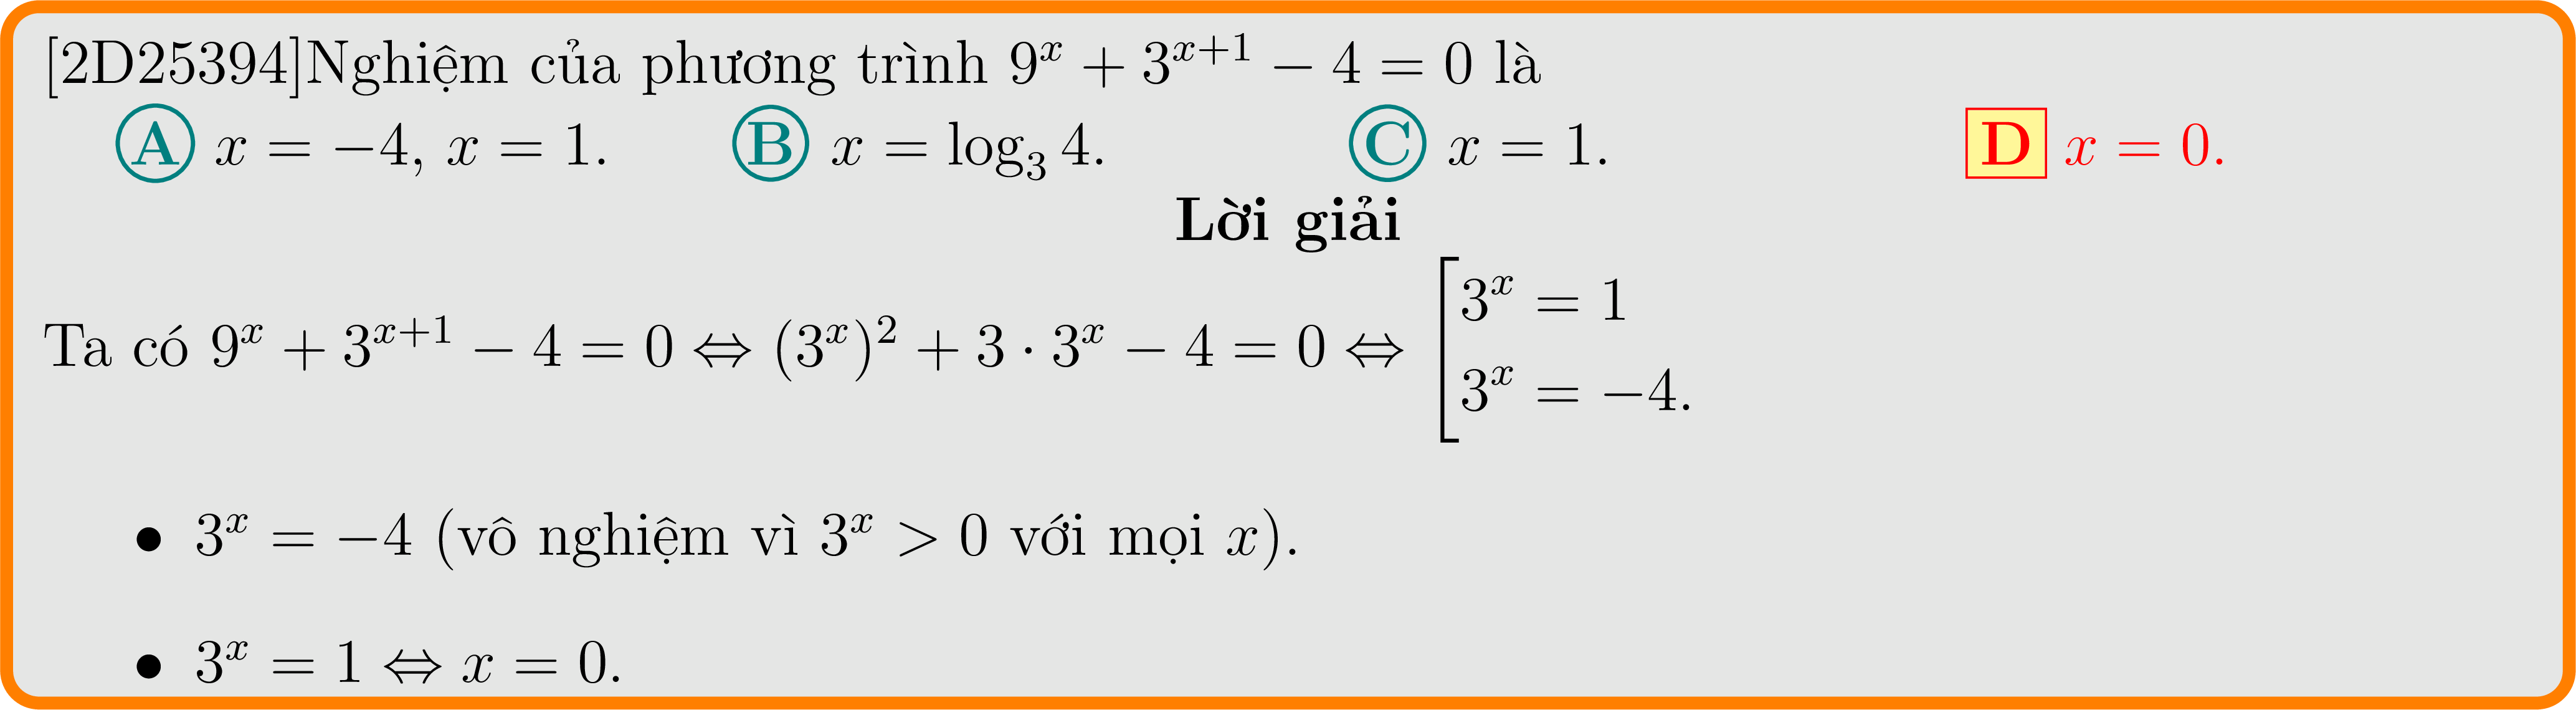 [2D25394]Nghiệm của phương trình $9^x + 3^{x+1} - 4 = 0$ là
A $x = -4$, $x = 1$. B $x = \log_3 4$. C $x = 1$. D $x = 0$.
Lời giải
Ta có $9^x + 3^{x+1} - 4 = 0 \Leftrightarrow (3^x)^2 + 3 \cdot 3^x - 4 = 0 \Leftrightarrow \left[\begin{array}{l} 3^x = 1 \\ 3^x = -4. \end{array}\right.$
• $3^x = -4$ (vô nghiệm vì $3^x > 0$ với mọi $x$).
• $3^x = 1 \Leftrightarrow x = 0$.